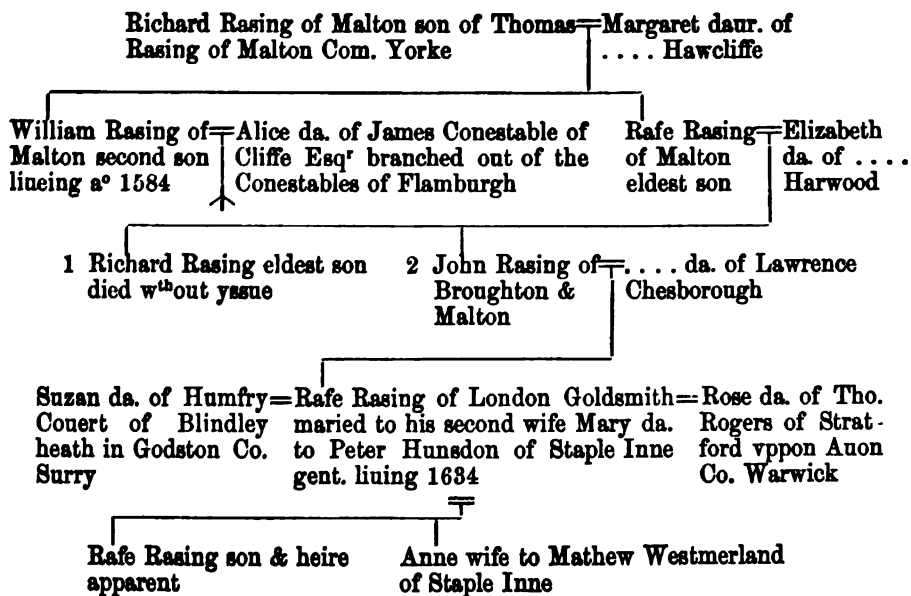 Richard Rasing of Malton son of Thomas=Margaret daur. of
Rasing of Malton Com. Yorke
.... Hawcliffe
William Rasing of=Alice da. of James Conestable of
Malton second son
liueing aº 1584
Cliffe Esqʳ branched out of the
Conestables of Flamburgh
Rafe Rasing=Elizabeth
of Malton
eldest son
da. of ....
Harwood
1 Richard Rasing eldest son
died wᵗʰout yssue
2 John Rasing of=.... da. of Lawrence
Broughton &
Malton
Chesborough
Suzan da. of Humfry=Rafe Rasing of London Goldsmith=Rose da. of Tho.
Couert of Blindley
heath in Godston Co.
Surry
maried to his second wife Mary da.
to Peter Hunsdon of Staple Inne
gent. liuing 1634
Rogers of Strat-
ford vppon Auon
Co. Warwick
Rafe Rasing son & heire
apparent
Anne wife to Mathew Westmerland
of Staple Inne